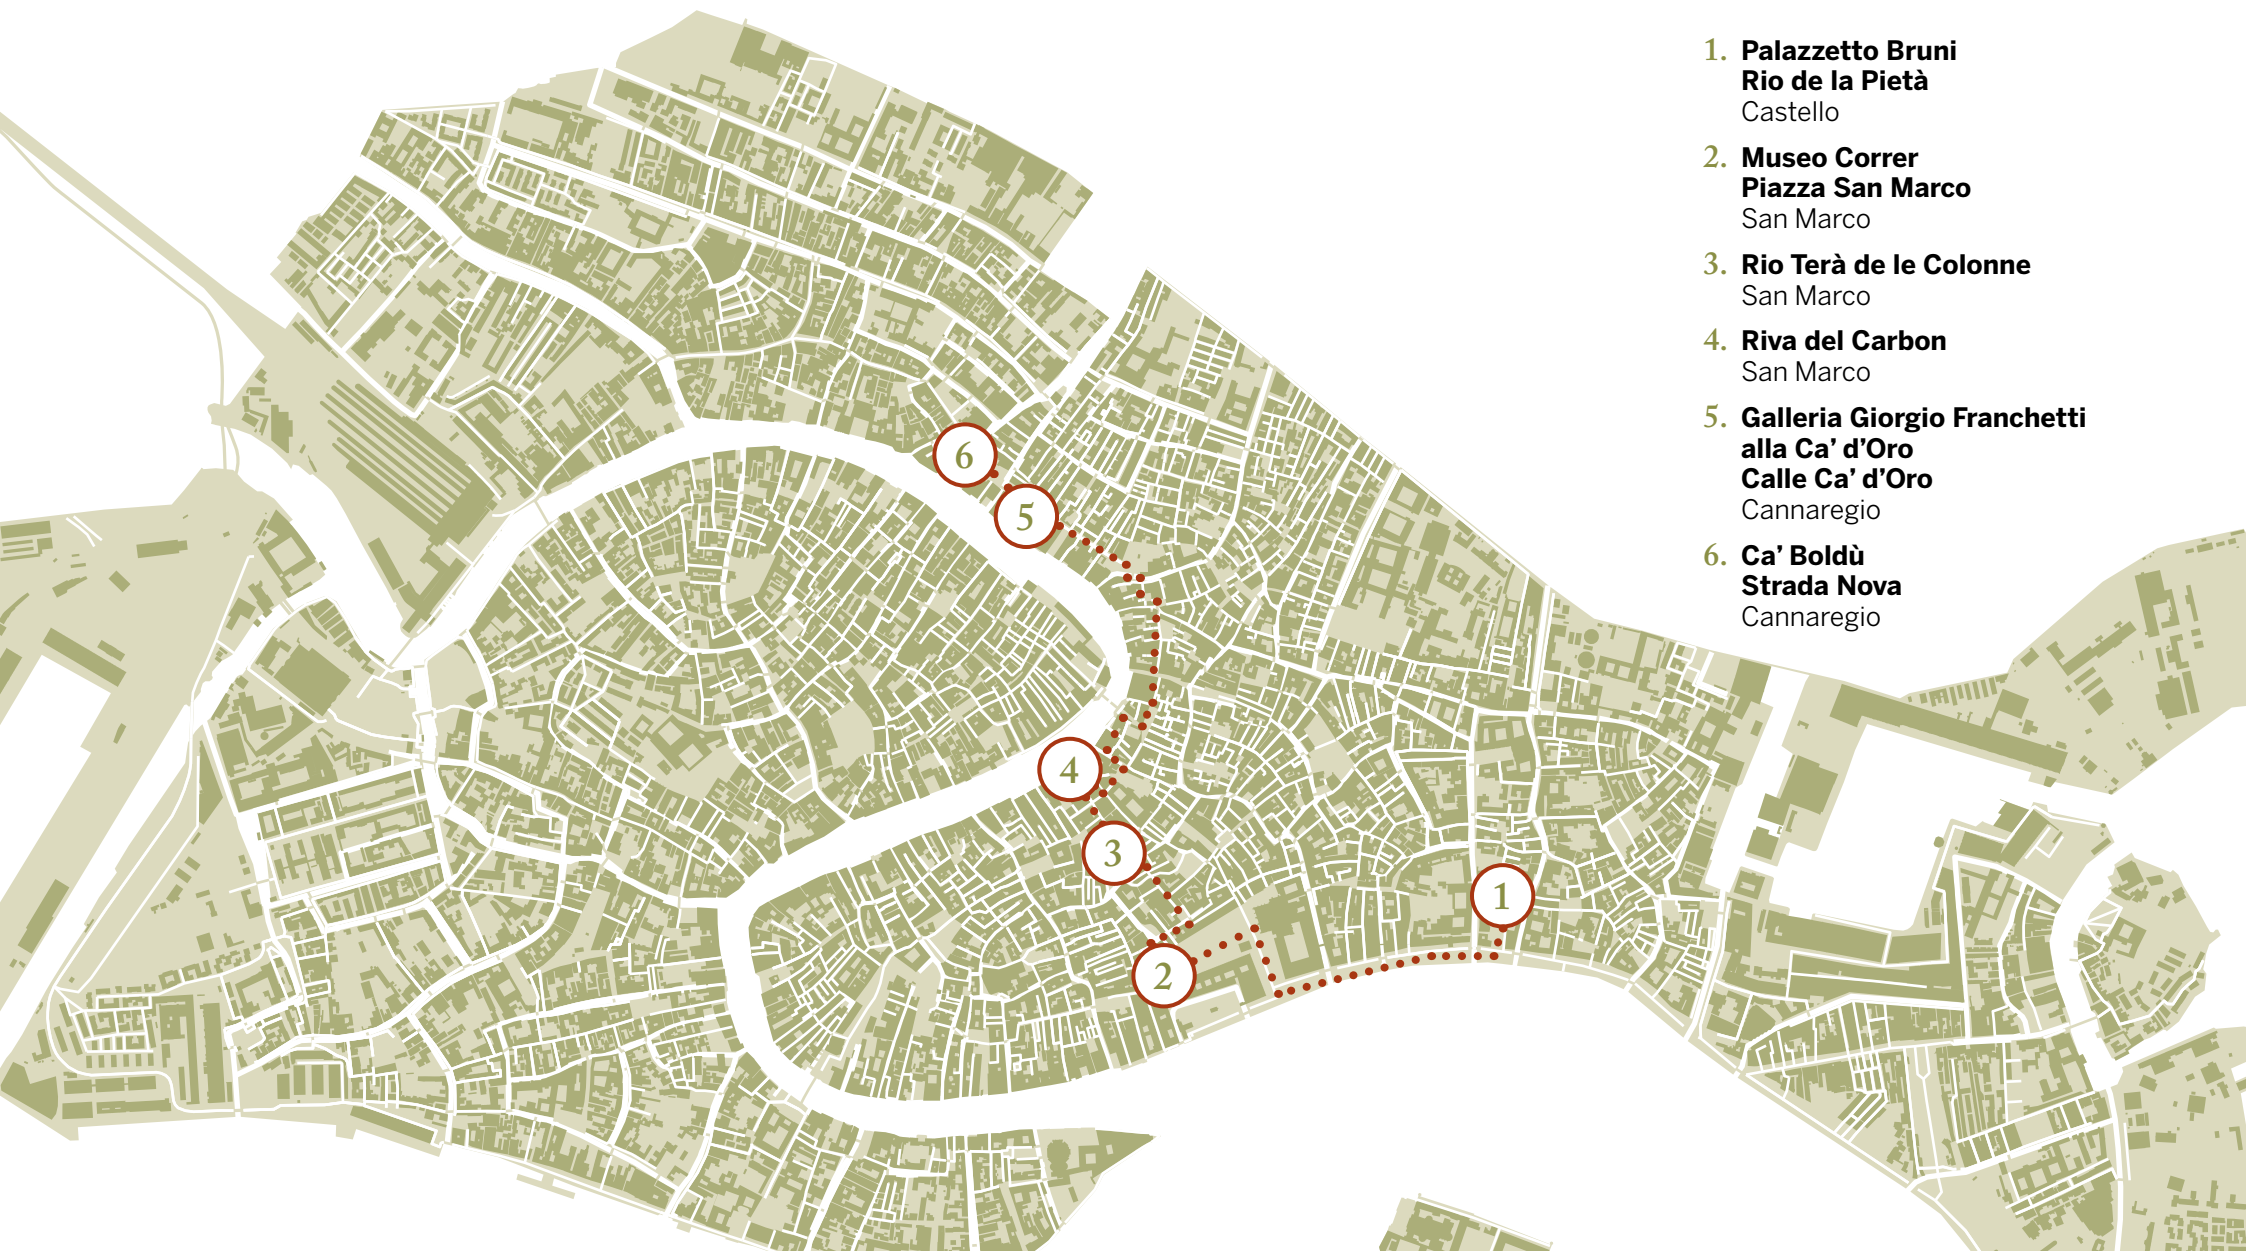 1. Palazzetto Bruni
Rio de la Pietà
Castello
2. Museo Correr
Piazza San Marco
San Marco
3. Rio Terà de le Colonne
San Marco
4. Riva del Carbon
San Marco
5. Galleria Giorgio Franchetti
alla Ca’ d’Oro
Calle Ca’ d’Oro
Cannaregio
6. Ca’ Boldù
Strada Nova
Cannaregio
6
5
4
3
1
2